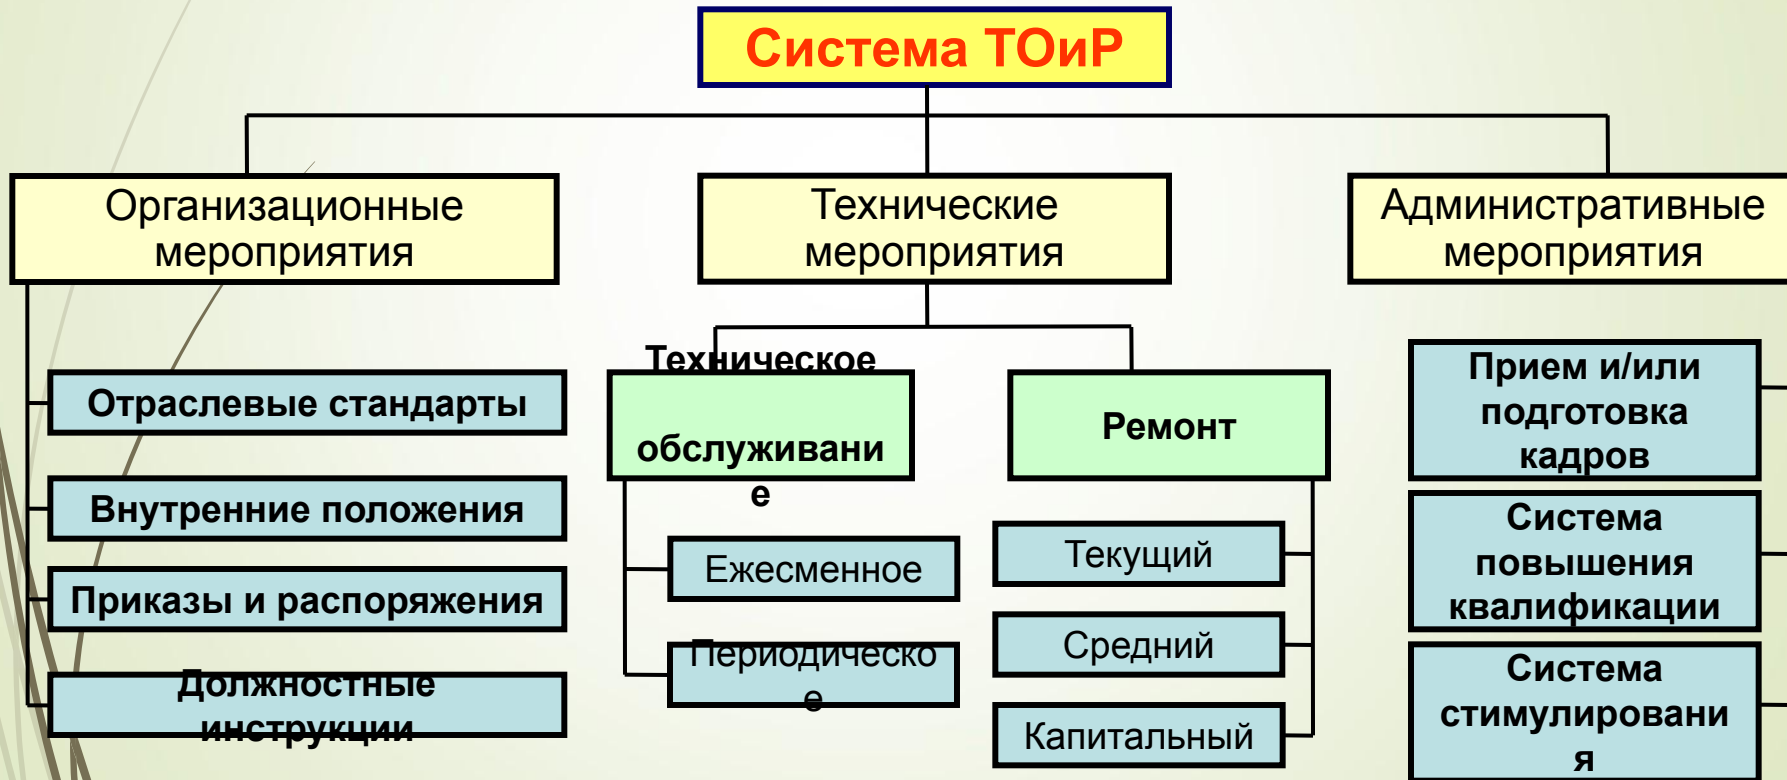 Система ТОиР
Организационные
мероприятия
Технические
мероприятия
Административные
мероприятия
Отраслевые стандарты
Внутренние положения
Приказы и распоряжения
Должностные
инструкции
Техническое
обслуживани
е
Ежесменное
Периодическо
е
Ремонт
Текущий
Средний
Капитальный
Прием и/или
подготовка
кадров
Система
повышения
квалификации
Система
стимулировани
я